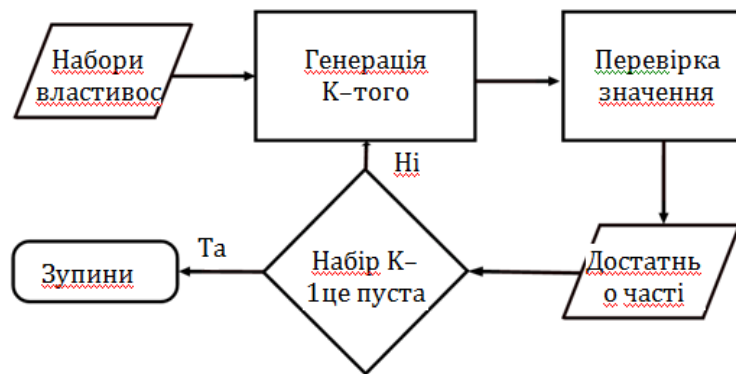 Набори
властивос
Генерація
К–того
Перевірка
значення
Ні
Достатнь
о часті
Набір К–
1це пуста
Та
Зупини